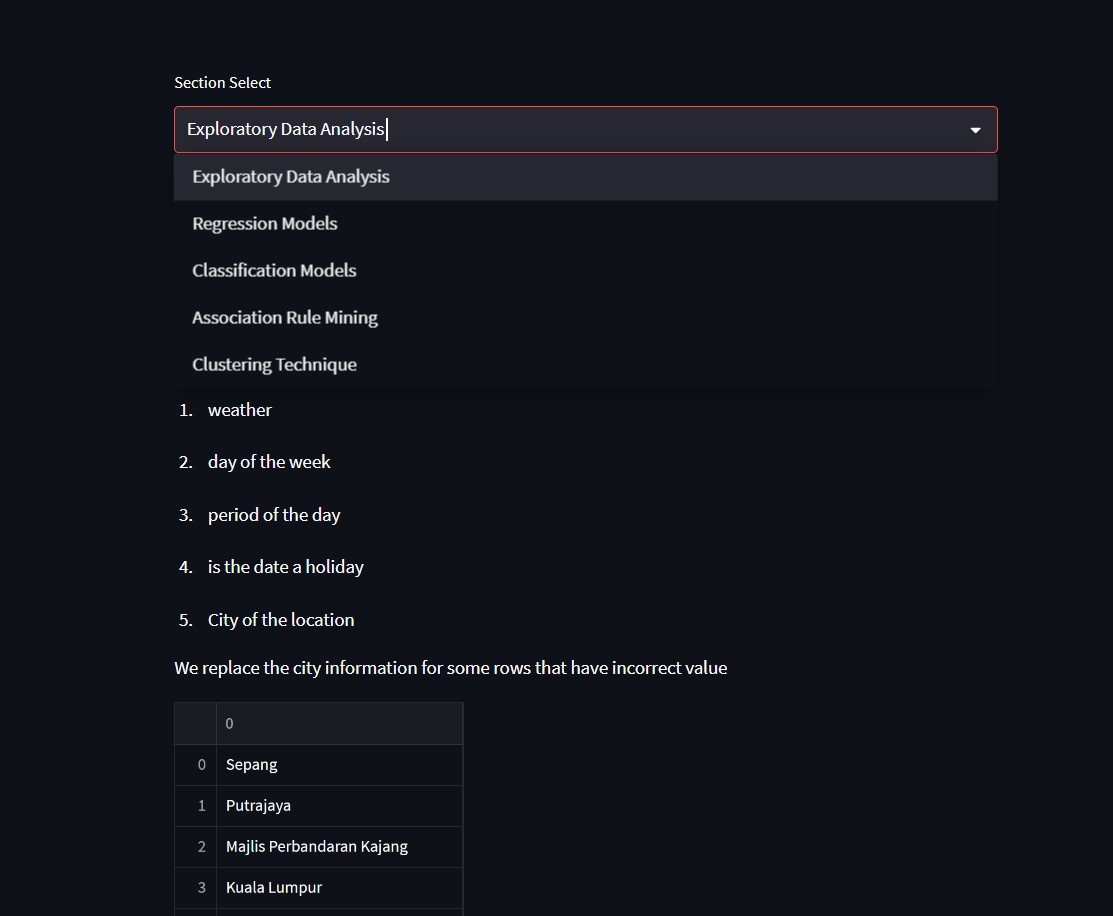 Section Select
Exploratory Data Analysis
Exploratory Data Analysis
Regression Models
Classification Models
Association Rule Mining
Clustering Technique
1. weather
2. day of the week
3. period of the day
4. is the date a holiday
5. City of the location
We replace the city information for some rows that have incorrect value
0
0 Sepang
1 Putrajaya
2 Majlis Perbandaran Kajang
3 Kuala Lumpur